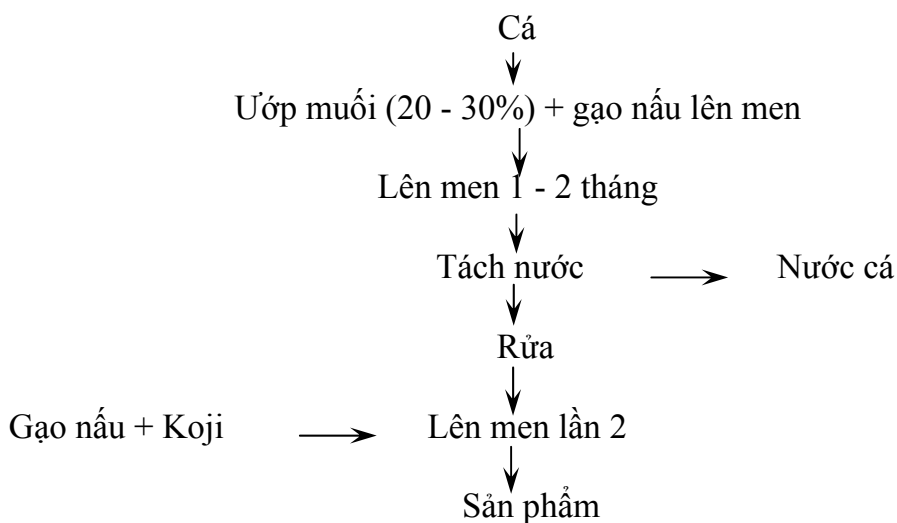 Cá
Ướp muối (20 - 30%) + gạo nấu lên men
Lên men 1 - 2 tháng
Tách nước
Nước cá
Rửa
Gạo nấu + Koji
Lên men lần 2
Sản phẩm